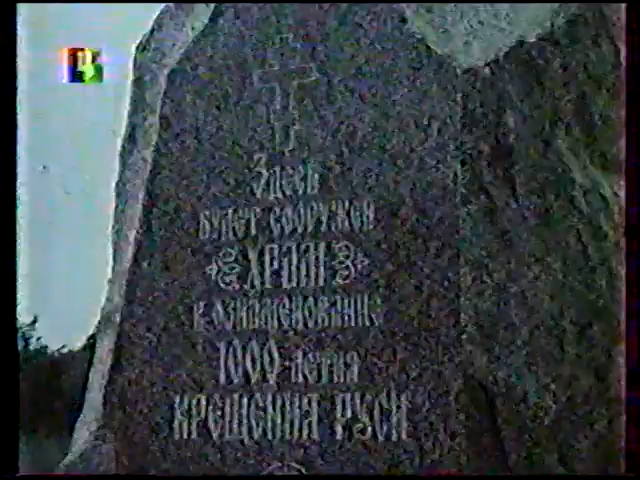 Здесь
будет сооружен
Храм
в ознаменование
1000-летия
крещения Руси